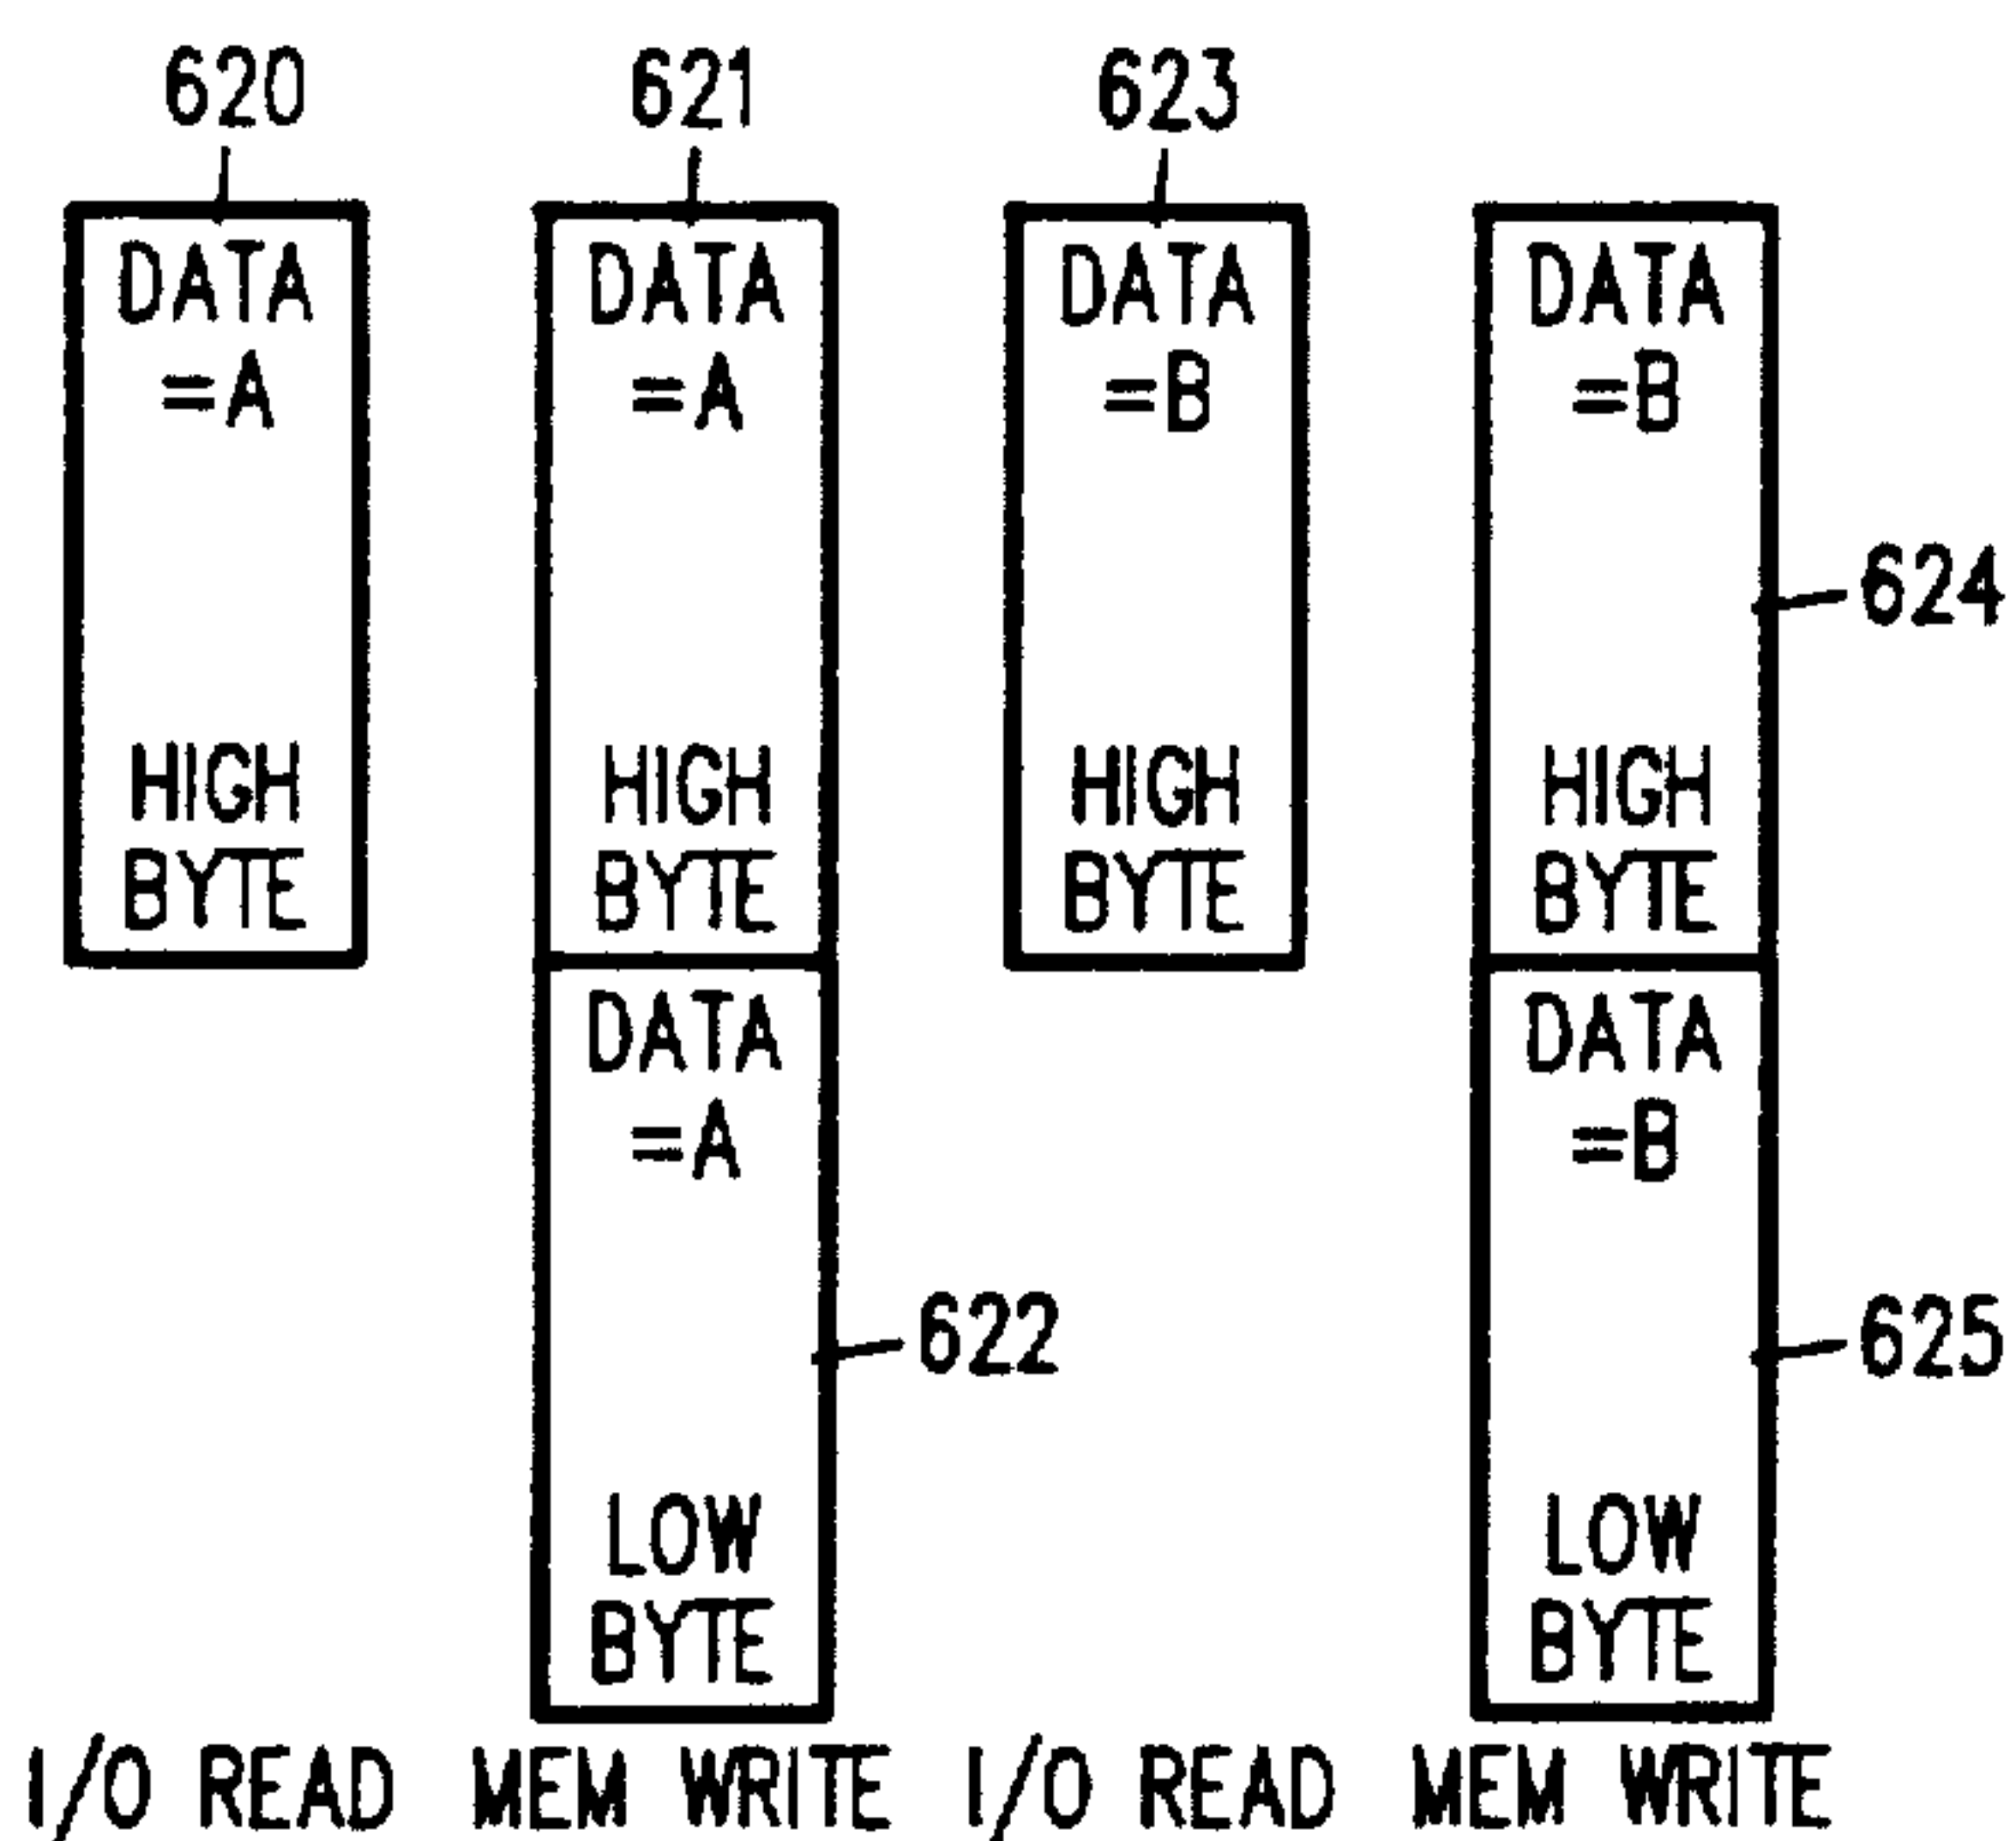 620 621 623
DATA DATA DATA DATA
=A =A =B =B
624
HIGH HIGH HIGH HIGH
BYTE BYTE BYTE BYTE
DATA DATA
=A =B
622 625
LOW LOW
BYTE BYTE
I/O READ MEM WRITE I/O READ MEM WRITE